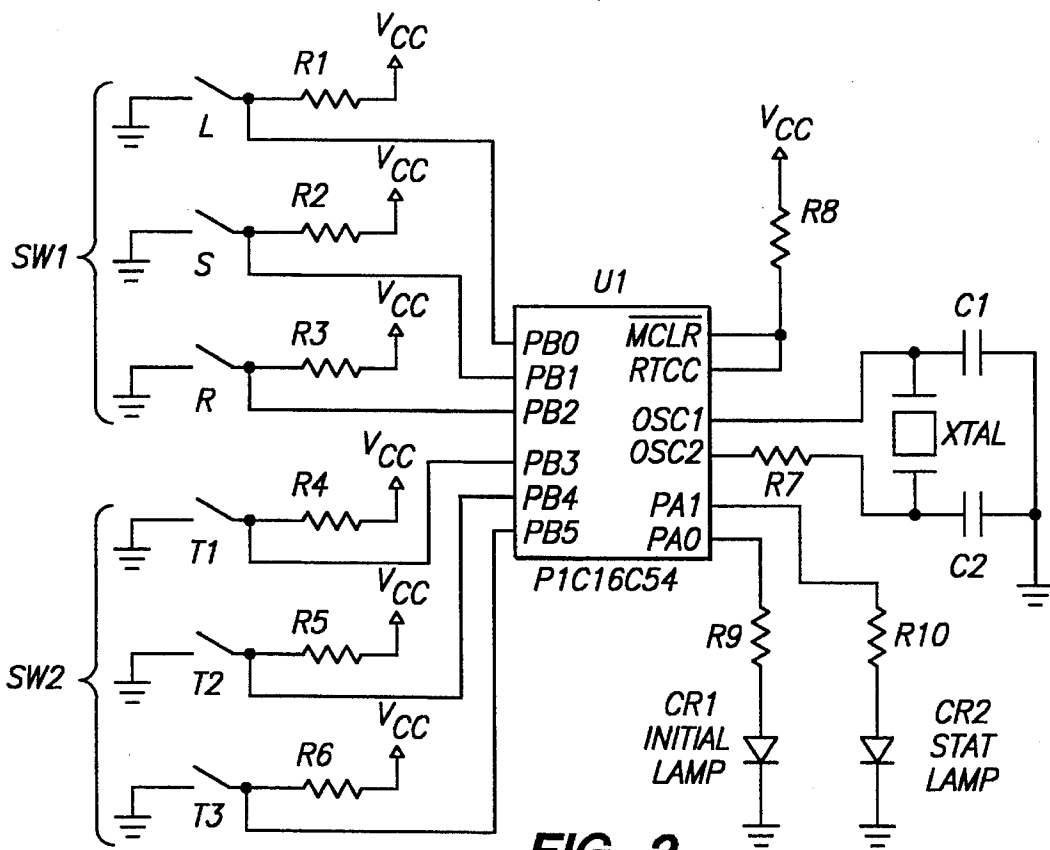 VCC
R1
L
VCC
R2
S
SW1
VCC
R3
R
VCC
R4
T1
VCC
R5
T2
SW2
VCC
R6
T3
U1
PB0
PB1
PB2
PB3
PB4
PB5
MCLR
RTCC
OSC1
OSC2
PA1
PA0
P1C16C54
VCC
R8
C1
XTAL
R7
C2
R9
R10
CR1
INITIAL
LAMP
CR2
STAT
LAMP
FIG. 2